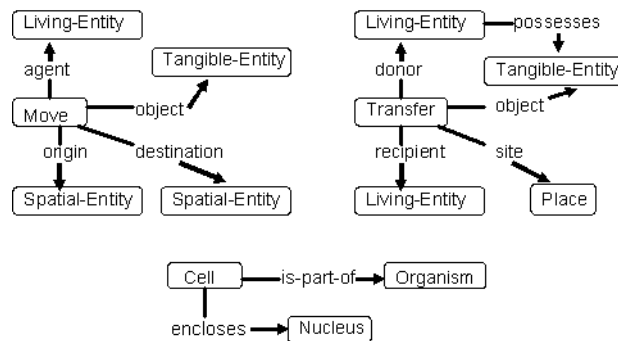 Living-Entity
agent
Tangible-Entity
Move
object
origin
destination
Spatial-Entity
Spatial-Entity
Living-Entity
possesses
donor
Tangible-Entity
Transfer
object
recipient
site
Living-Entity
Place
Cell
is-part-of
Organism
encloses
Nucleus